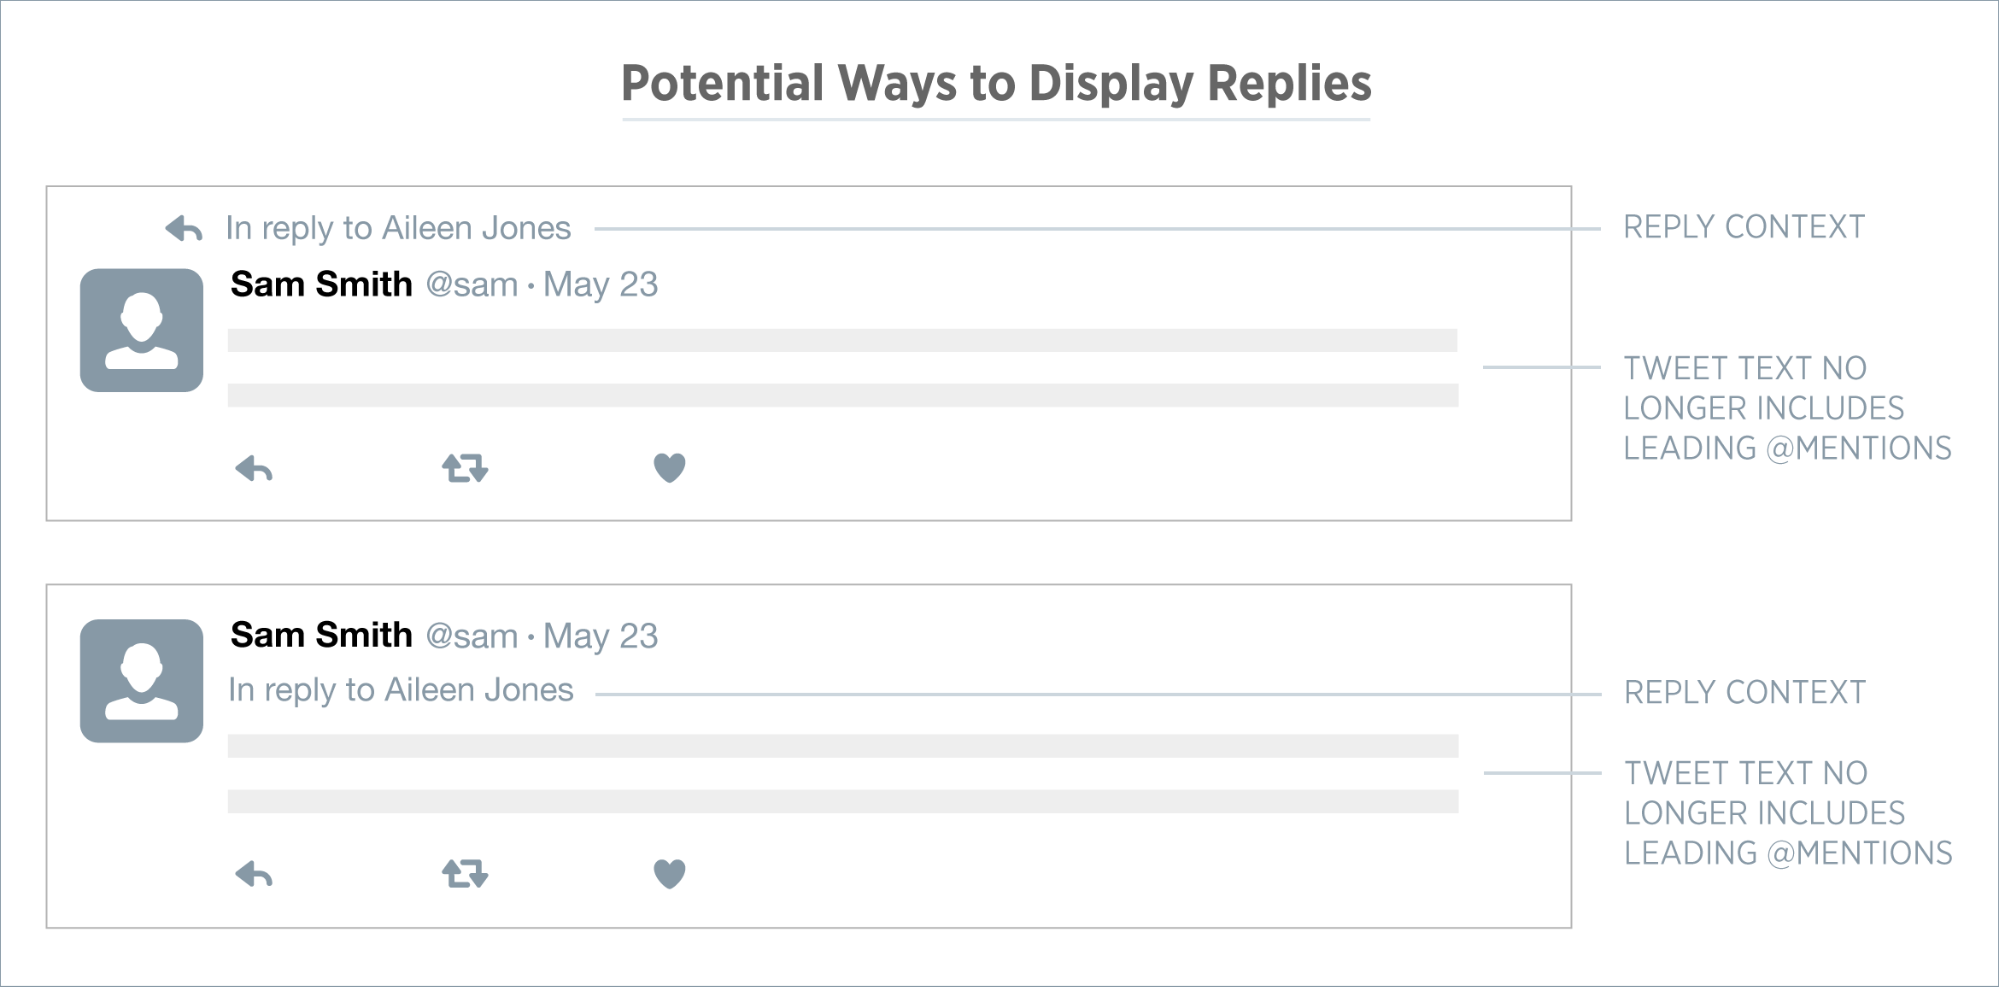 Potential Ways to Display Replies
In reply to Aileen Jones
REPLY CONTEXT
Sam Smith @sam · May 23
TWEET TEXT NO
LONGER INCLUDES
LEADING @MENTIONS
Sam Smith @sam · May 23
In reply to Aileen Jones
REPLY CONTEXT
TWEET TEXT NO
LONGER INCLUDES
LEADING @MENTIONS